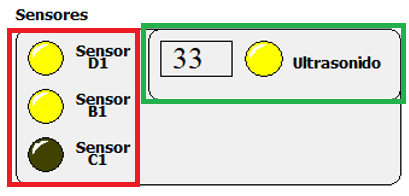 Sensores
Sensor
D1
Sensor
B1
Sensor
C1
33
Ultrasonido